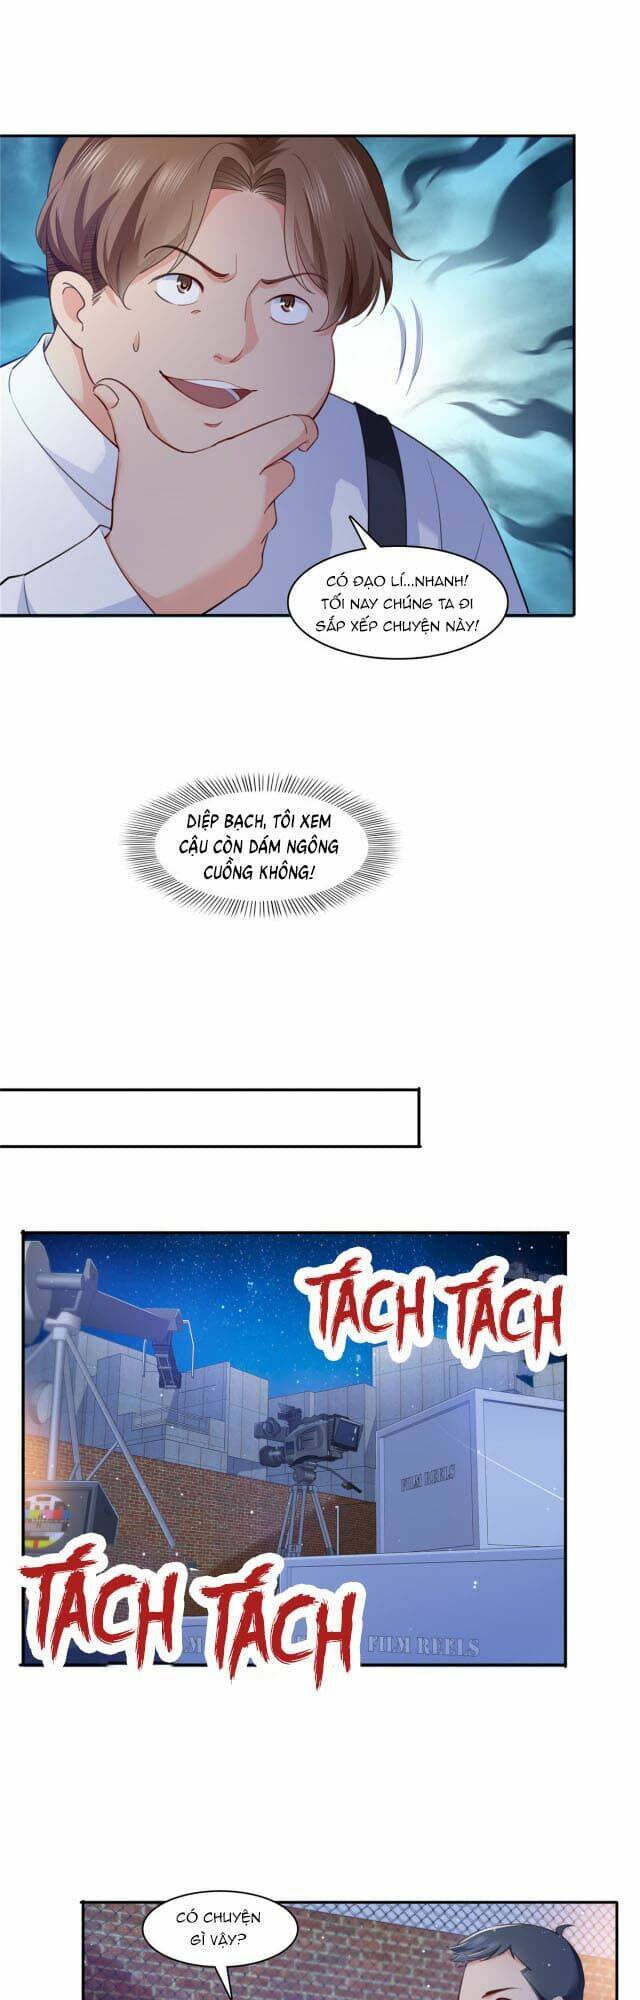 CÓ ĐẠO LÍ...NHANH!
TỐI NAY CHÚNG TA ĐI
SẮP XẾP CHUYỆN NÀY!
DIỆP BẠCH, TÔI XEM
CẬU CÒN DÁM NGÔNG
CUỒNG KHÔNG!
TÁCH TÁCH
FILM REELS
TÁCH TÁCH
FILM REELS
CÓ CHUYỆN
GÌ VẬY?